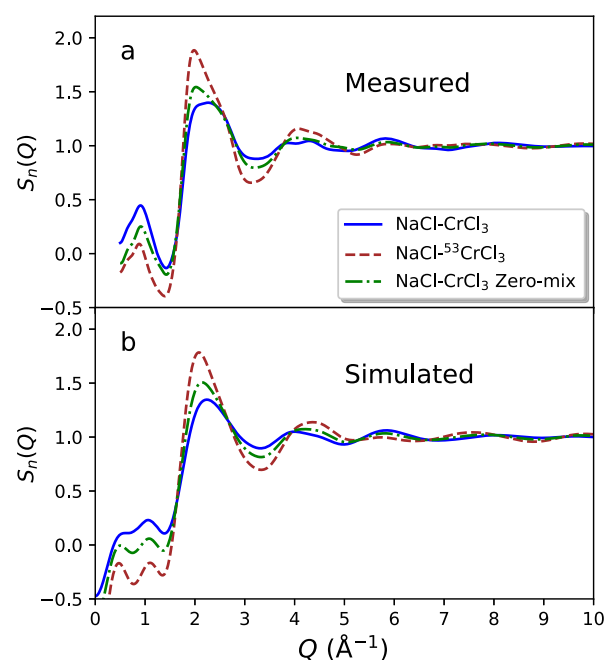 a
Measured
S_n(Q)
2.0
1.5
1.0
0.5
0.0
−0.5
NaCl-CrCl₃
NaCl-⁵³CrCl₃
NaCl-CrCl₃ Zero-mix
b
Simulated
S_n(Q)
2.0
1.5
1.0
0.5
0.0
−0.5
0 1 2 3 4 5 6 7 8 9 10
Q (Å⁻¹)